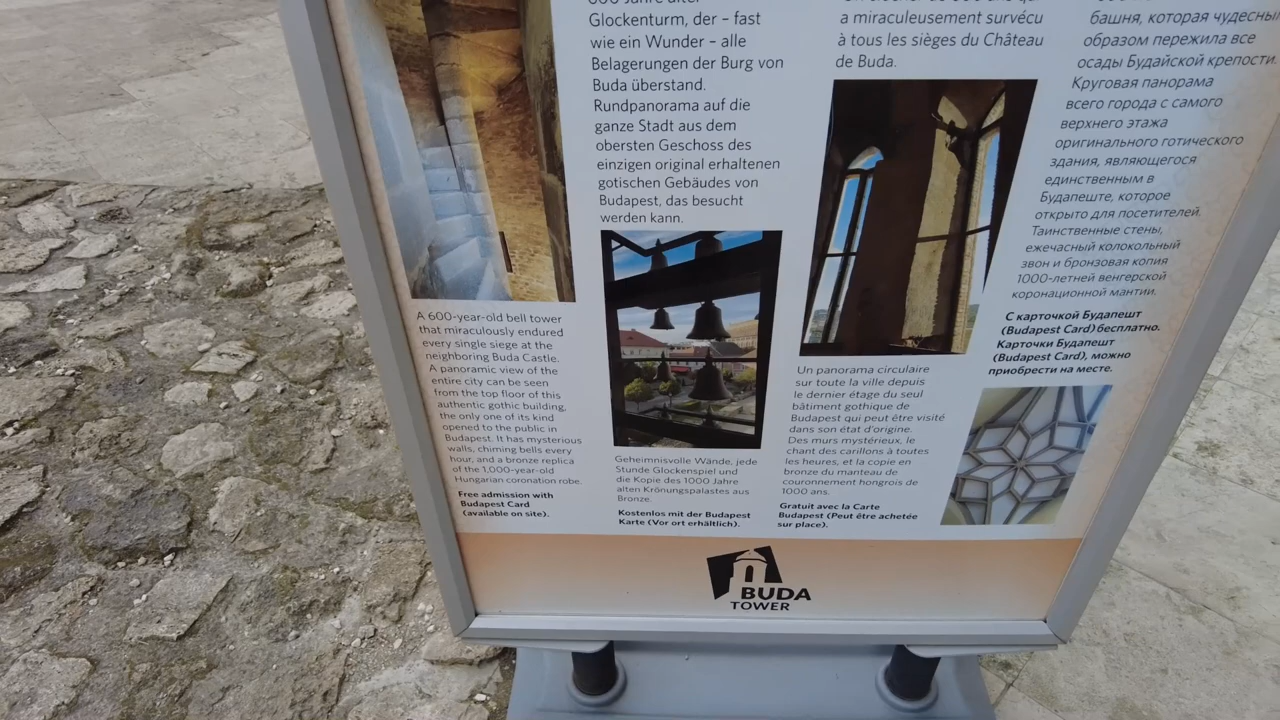 A 600-year-old bell tower
that miraculously endured
every single siege at the
neighboring Buda Castle.
A panoramic view of the
entire city can be seen
from the top floor of this
authentic gothic building,
the only one of its kind
opened to the public in
Budapest. It has mysterious
walls, chiming bells every
hour, and a bronze replica
of the 1,000-year-old
Hungarian coronation robe.
Free admission with
Budapest Card
(available on site).
Glockenturm, der – fast
wie ein Wunder – alle
Belagerungen der Burg von
Buda überstand.
Rundpanorama auf die
ganze Stadt aus dem
obersten Geschoss des
einzigen original erhaltenen
gotischen Gebäudes von
Budapest, das besucht
werden kann.
Geheimnisvolle Wände, jede
Stunde Glockenspiel und
die Kopie des 1000 Jahre
alten Krönungspalastes aus
Bronze.
Kostenlos mit der Budapest
Karte (Vor ort erhältlich).
a miraculeusement survécu
à tous les sièges du Château
de Buda.
Un panorama circulaire
sur toute la ville depuis
le dernier étage du seul
bâtiment gothique de
Budapest qui peut être visité
dans son état d'origine.
Des murs mystérieux, le
chant des carillons à toutes
les heures, et la copie en
bronze du manteau de
couronnement hongrois de
1000 ans.
Gratuit avec la Carte
Budapest (Peut être achetée
sur place).
башня, которая чудесным
образом пережила все
осады Будайской крепости.
Круговая панорама
всего города с самого
верхнего этажа
оригинального готического
здания, являющегося
единственным в
Будапеште, которое
открыто для посетителей.
Таинственные стены,
ежечасный колокольный
звон и бронзовая копия
1000-летней венгерской
коронационной мантии.
С карточкой Будапешт
(Budapest Card) бесплатно.
Карточки Будапешт
(Budapest Card), можно
приобрести на месте.
BUDA
TOWER